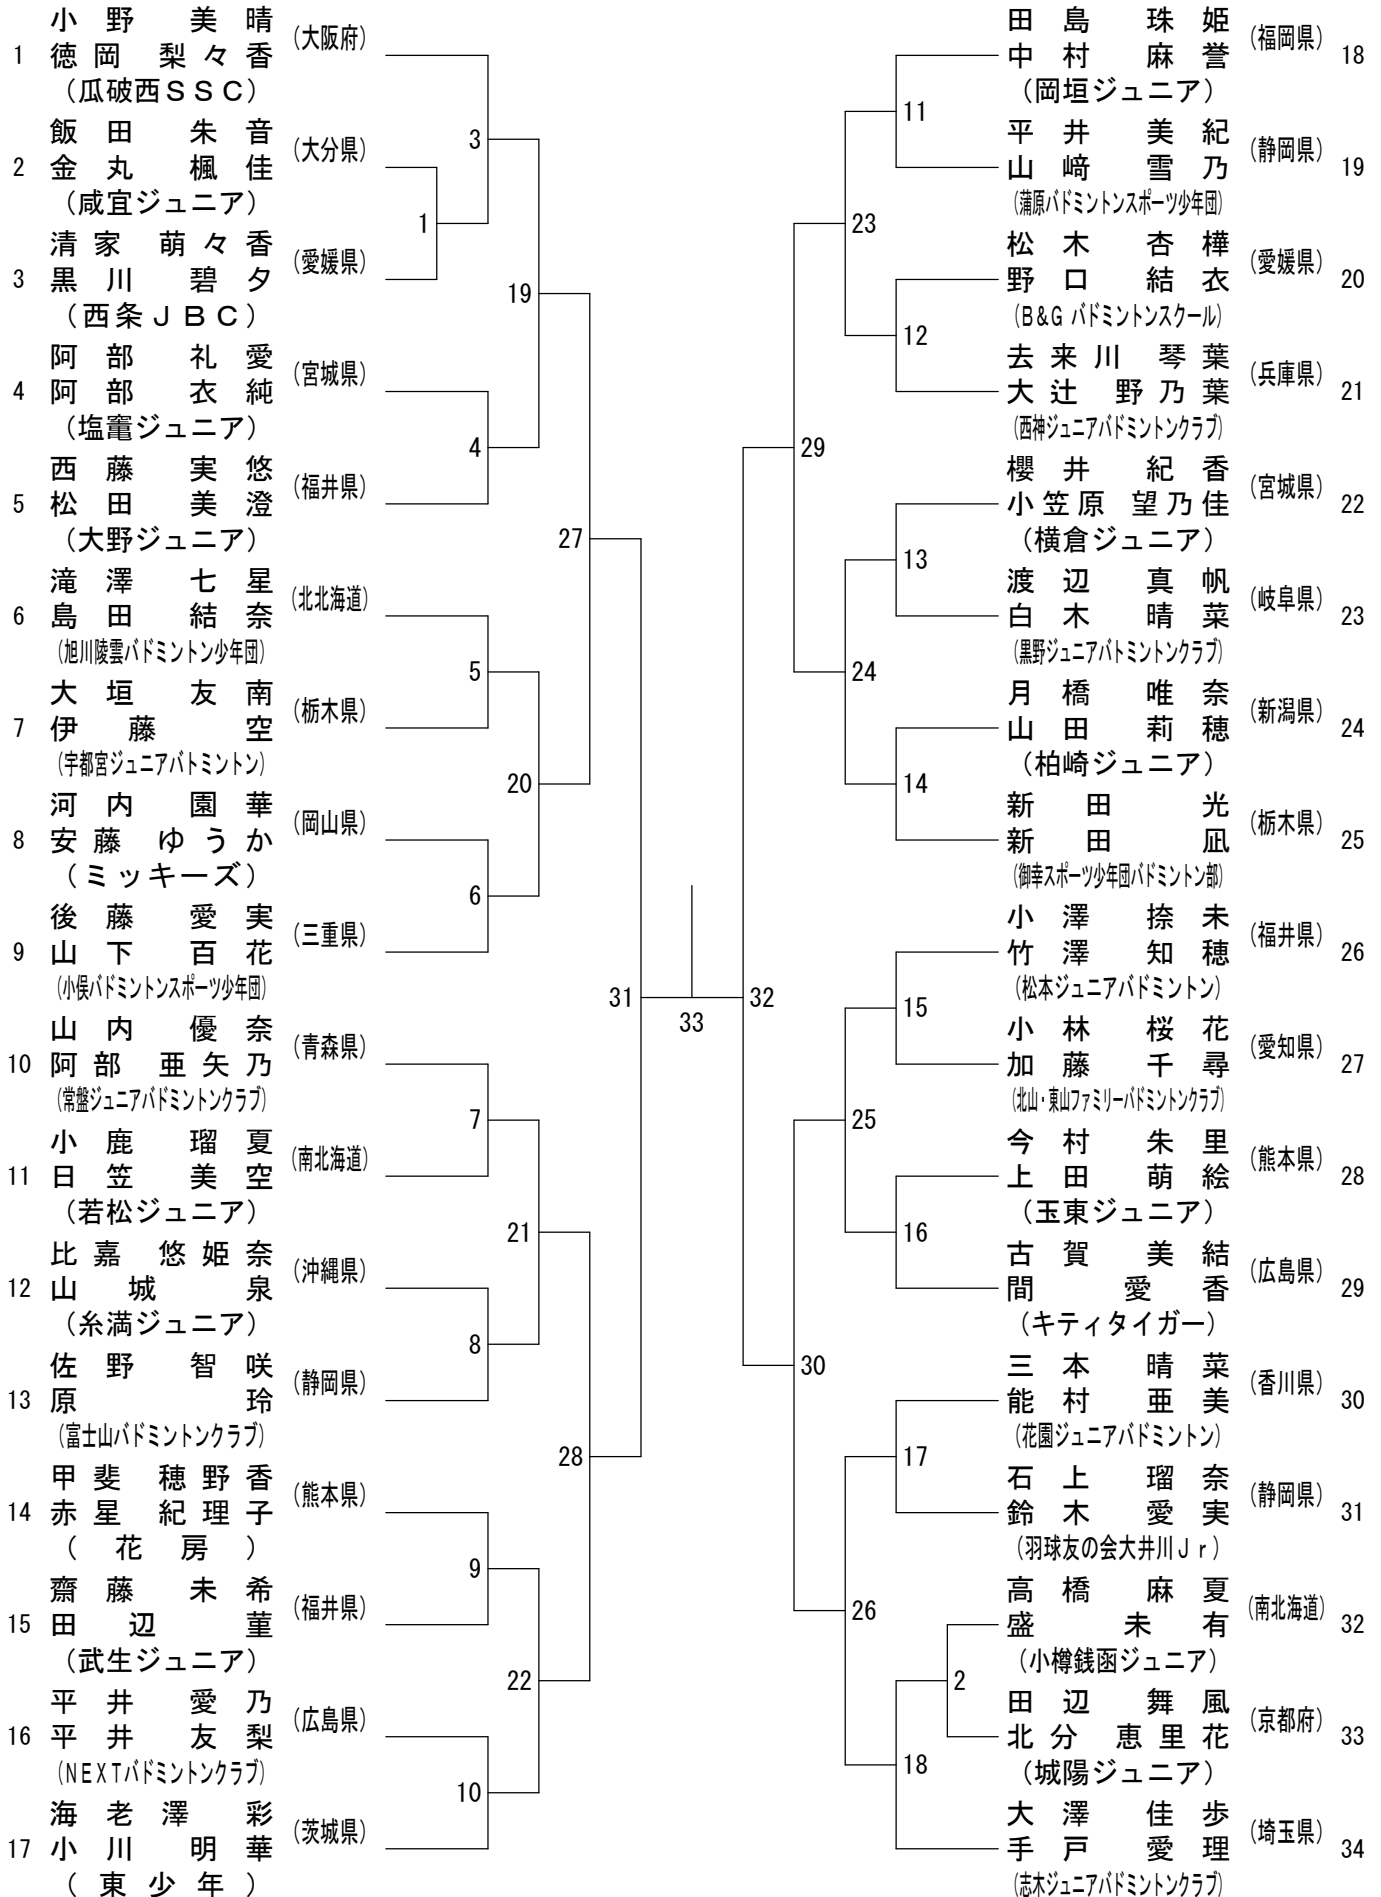 小野 美晴
1 徳岡 梨々香 (大阪府)
(瓜破西SSC)
飯田 朱音
2 金丸 楓佳 (大分県)
(咸宜ジュニア)
清家 萌々香
3 黒川 碧夕 (愛媛県)
(西条JBC)
阿部 礼愛
4 阿部 衣純 (宮城県)
(塩竈ジュニア)
西藤 実悠
5 松田 美澄 (福井県)
(大野ジュニア)
滝澤 七星
6 島田 結奈 (北北海道)
(旭川陵雲バドミントン少年団)
大垣 友南
7 伊藤 空 (栃木県)
(宇都宮ジュニアバトミントン)
河内 園華
8 安藤 ゆうか (岡山県)
(ミッキーズ)
後藤 愛実
9 山下 百花 (三重県)
(小俣バドミントンスポーツ少年団)
山内 優奈
10 阿部 亜矢乃 (青森県)
(常盤ジュニアバドミントンクラブ)
小鹿 瑠夏
11 日笠 美空 (南北海道)
(若松ジュニア)
比嘉 悠姫奈
12 山城 泉 (沖縄県)
(糸満ジュニア)
佐野 智咲
13 原 玲 (静岡県)
(富士山バドミントンクラブ)
甲斐 穂野香
14 赤星 紀理子 (熊本県)
(花房)
齋藤 未希
15 田辺 菫 (福井県)
(武生ジュニア)
平井 愛乃
16 平井 友梨 (広島県)
(NEXTバドミントンクラブ)
海老澤 彩
17 小川 明華 (茨城県)
(東少年)
3
1
19
4
27
5
20
6
31
7
21
8
28
9
22
10
33
32
11
23
12
29
13
24
14
15
25
16
30
17
26
2
18
田島 珠姫
中村 麻誉 (福岡県) 18
(岡垣ジュニア)
平井 美紀
山﨑 雪乃 (静岡県) 19
(蒲原バドミントンスポーツ少年団)
松木 杏樺
野口 結衣 (愛媛県) 20
(B&G バドミントンスクール)
去来川 琴葉
大辻 野乃葉 (兵庫県) 21
(西神ジュニアバドミントンクラブ)
櫻井 紀香
小笠原 望乃佳 (宮城県) 22
(横倉ジュニア)
渡辺 真帆
白木 晴菜 (岐阜県) 23
(黒野ジュニアバトミントンクラブ)
月橋 唯奈
山田 莉穂 (新潟県) 24
(柏崎ジュニア)
新田 光
新田 凪 (栃木県) 25
(御幸スポーツ少年団バドミントン部)
小澤 捺未
竹澤 知穂 (福井県) 26
(松本ジュニアバドミントン)
小林 桜花
加藤 千尋 (愛知県) 27
(北山・東山ファミリーバドミントンクラブ)
今村 朱里
上田 萌絵 (熊本県) 28
(玉東ジュニア)
古賀 美結
間 愛香 (広島県) 29
(キティタイガー)
三本 晴菜
能村 亜美 (香川県) 30
(花園ジュニアバドミントン)
石上 瑠奈
鈴木 愛実 (静岡県) 31
(羽球友の会大井川Jr)
高橋 麻夏
盛 未有 (南北海道) 32
(小樽銭函ジュニア)
田辺 舞風
北分 恵里花 (京都府) 33
(城陽ジュニア)
大澤 佳歩
手戸 愛理 (埼玉県) 34
(志木ジュニアバドミントンクラブ)